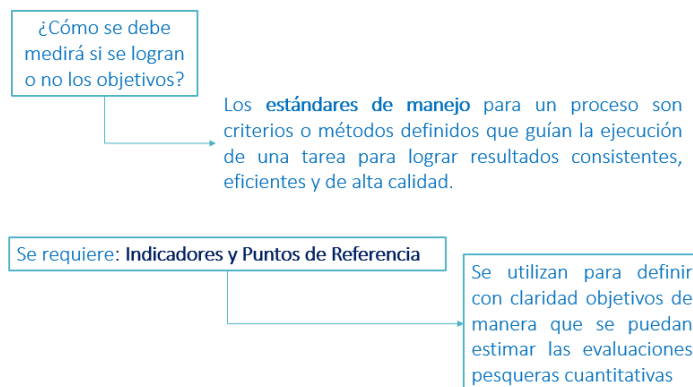 ¿Cómo se debe
medirá si se logran
o no los objetivos?
Los estándares de manejo para un proceso son
criterios o métodos definidos que guían la ejecución
de una tarea para lograr resultados consistentes,
eficientes y de alta calidad.
Se requiere: Indicadores y Puntos de Referencia
Se utilizan para definir
con claridad objetivos de
manera que se puedan
estimar las evaluaciones
pesqueras cuantitativas